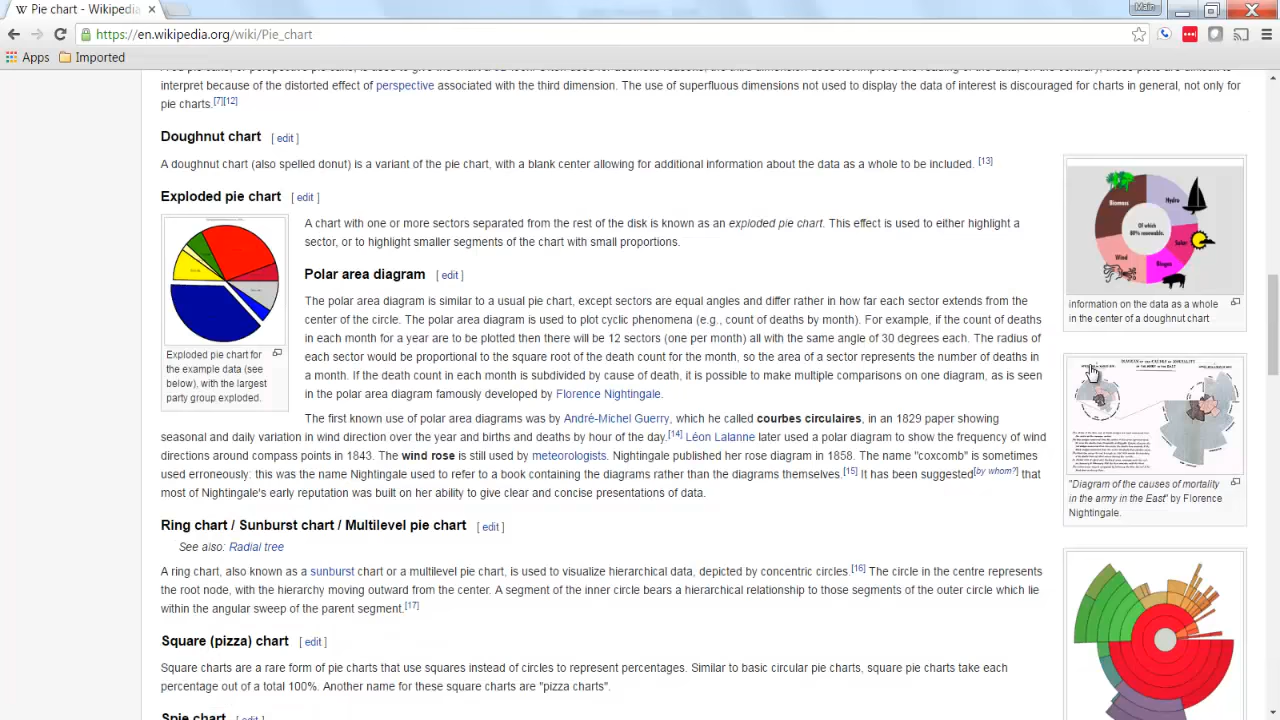 Pie chart - Wikipedia
Main
https://en.wikipedia.org/wiki/Pie_chart
Apps Imported
interpret because of the distorted effect of perspective associated with the third dimension. The use of superfluous dimensions not used to display the data of interest is discouraged for charts in general, not only for
pie charts.[7][12]
Doughnut chart [ edit ]
A doughnut chart (also spelled donut) is a variant of the pie chart, with a blank center allowing for additional information about the data as a whole to be included. [13]
Exploded pie chart [ edit ]
A chart with one or more sectors separated from the rest of the disk is known as an exploded pie chart. This effect is used to either highlight a
sector, or to highlight smaller segments of the chart with small proportions.
Exploded pie chart for
the example data (see
below), with the largest
party group exploded.
Polar area diagram [ edit ]
The polar area diagram is similar to a usual pie chart, except sectors are equal angles and differ rather in how far each sector extends from the
center of the circle. The polar area diagram is used to plot cyclic phenomena (e.g., count of deaths by month). For example, if the count of deaths
in each month for a year are to be plotted then there will be 12 sectors (one per month) all with the same angle of 30 degrees each. The radius of
each sector would be proportional to the square root of the death count for the month, so the area of a sector represents the number of deaths in
a month. If the death count in each month is subdivided by cause of death, it is possible to make multiple comparisons on one diagram, as is seen
in the polar area diagram famously developed by Florence Nightingale.
The first known use of polar area diagrams was by André-Michel Guerry, which he called courbes circulaires, in an 1829 paper showing
seasonal and daily variation in wind direction over the year and births and deaths by hour of the day.[14] Léon Lalanne later used a polar diagram to show the frequency of wind
directions around compass points in 1843. The wind rose is still used by meteorologists. Nightingale published her rose diagram in 1858. The name "coxcomb" is sometimes
used erroneously: this was the name Nightingale used to refer to a book containing the diagrams rather than the diagrams themselves.[15] It has been suggested[by whom?] that
most of Nightingale's early reputation was built on her ability to give clear and concise presentations of data.
Ring chart / Sunburst chart / Multilevel pie chart [ edit ]
See also: Radial tree
A ring chart, also known as a sunburst chart or a multilevel pie chart, is used to visualize hierarchical data, depicted by concentric circles.[16] The circle in the centre represents
the root node, with the hierarchy moving outward from the center. A segment of the inner circle bears a hierarchical relationship to those segments of the outer circle which lie
within the angular sweep of the parent segment.[17]
Square (pizza) chart [ edit ]
Square charts are a rare form of pie charts that use squares instead of circles to represent percentages. Similar to basic circular pie charts, square pie charts take each
percentage out of a total 100%. Another name for these square charts are "pizza charts".
Spie chart [ edit ]
Biomass
Hydro
Of which
80% renewable.
Solar
Wind
Biogas
information on the data as a whole
in the center of a doughnut chart
"Diagram of the causes of mortality
in the army in the East" by Florence
Nightingale.